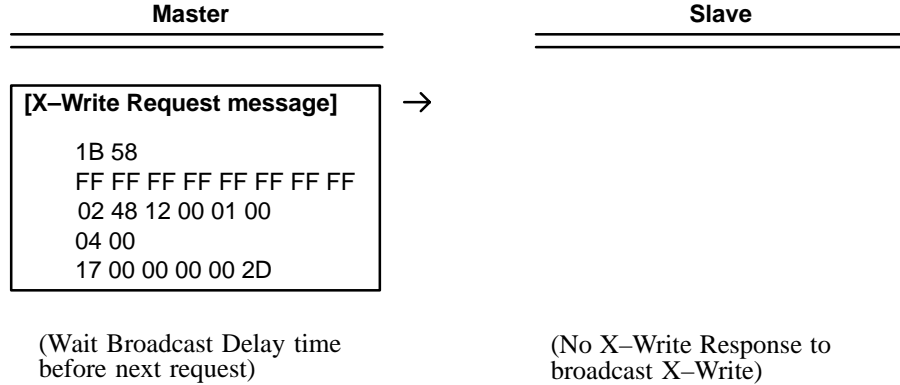 Master
Slave
[X–Write Request message]
→
1B 58
FF FF FF FF FF FF FF FF
02 48 12 00 01 00
04 00
17 00 00 00 00 2D
(Wait Broadcast Delay time
before next request)
(No X–Write Response to
broadcast X–Write)